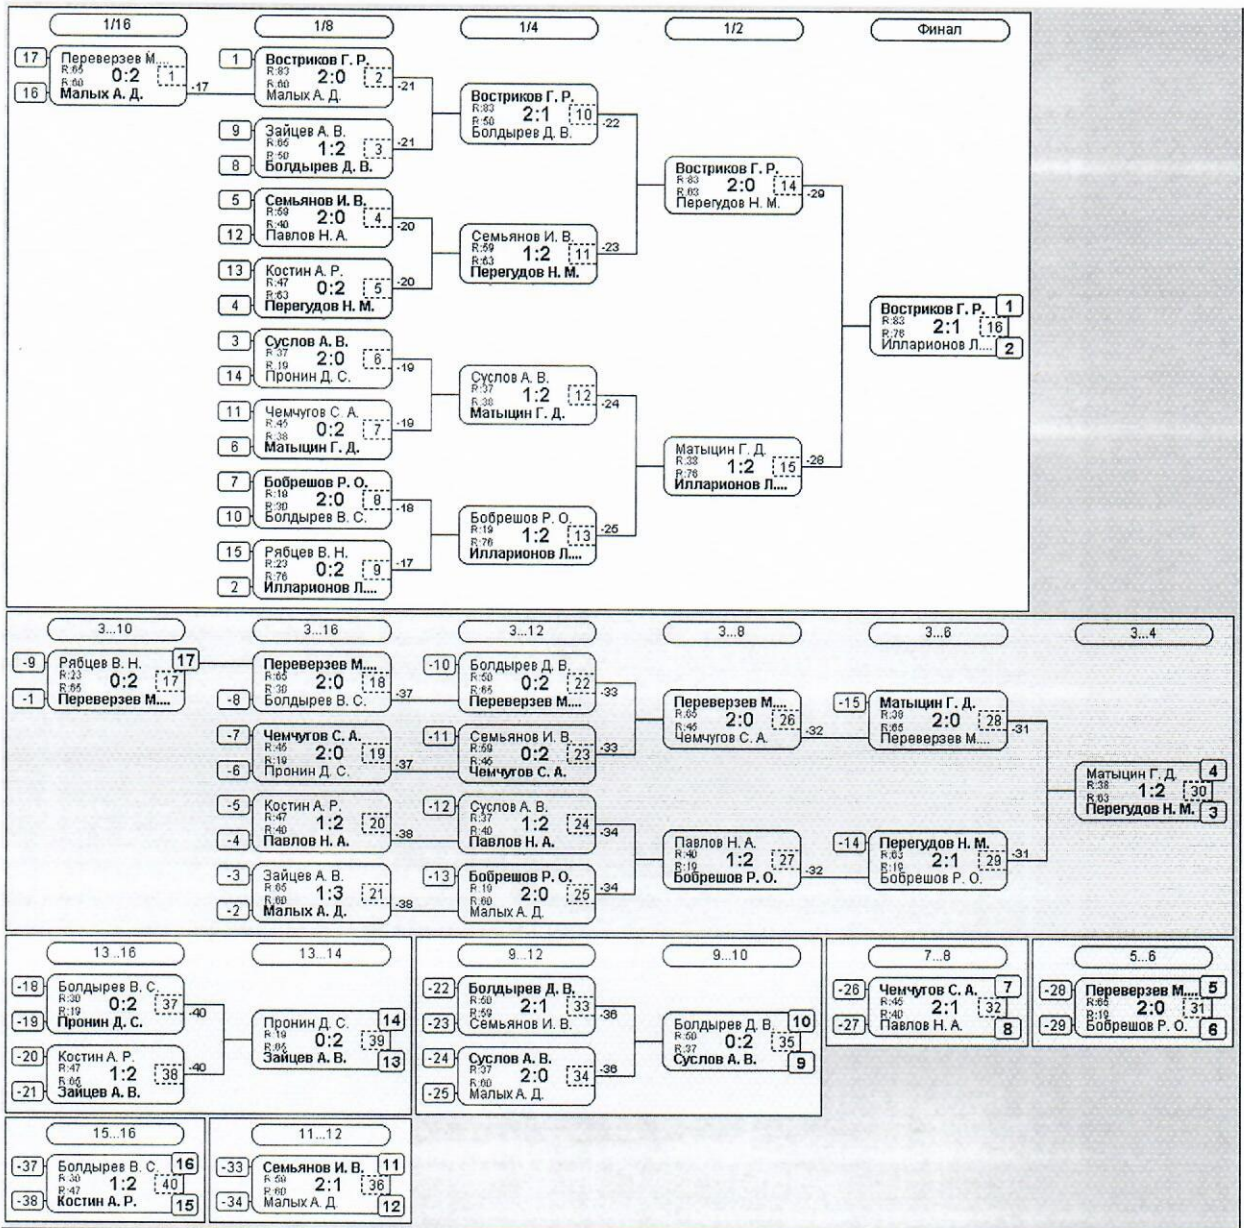 1/16 1/8 1/4 1/2 Финал
17 Переверзев М....
R:65
R:60 0:2 1
16 Малых А. Д. -17
1 Востриков Г. Р.
R:83
R:60 2:0 2
Малых А. Д. -21
9 Зайцев А. В.
R:65
R:50 1:2 3
8 Болдырев Д. В. -21
5 Семьянов И. В.
R:59
R:40 2:0 4
12 Павлов Н. А. -20
13 Костин А. Р.
R:47
R:63 0:2 5
4 Перегудов Н. М. -20
3 Суслов А. В.
R:37
R:19 2:0 6
14 Пронин Д. С. -19
11 Чемчугов С. А.
R:45
R:38 0:2 7
6 Матыцин Г. Д. -19
7 Бобрешов Р. О.
R:19
R:30 2:0 8
10 Болдырев В. С. -18
15 Рябцев В. Н.
R:23
R:76 0:2 9
2 Илларионов Л.... -17
Востриков Г. Р.
R:83
R:50 2:1 10
Болдырев Д. В. -22
Семьянов И. В.
R:59
R:63 1:2 11
Перегудов Н. М. -23
Суслов А. В.
R:37
R:38 1:2 12
Матыцин Г. Д. -24
Бобрешов Р. О.
R:19
R:76 1:2 13
Илларионов Л.... -25
Востриков Г. Р.
R:83
R:63 2:0 14
Перегудов Н. М. -29
Матыцин Г. Д.
R:38
R:76 1:2 15
Илларионов Л.... -28
Востриков Г. Р. 1
R:83
R:76 2:1 16
Илларионов Л.... 2
3...10 3...16 3...12 3...8 3...6 3...4
-9 Рябцев В. Н. 17
R:23
R:65 0:2 17
-1 Переверзев М....
Переверзев М....
R:65
R:30 2:0 18
-8 Болдырев В. С. -37
-7 Чемчугов С. А.
R:45
R:19 2:0 19
-6 Пронин Д. С. -37
-5 Костин А. Р.
R:47
R:40 1:2 20
-4 Павлов Н. А. -38
-3 Зайцев А. В.
R:65
R:60 1:3 21
-2 Малых А. Д. -38
-10 Болдырев Д. В.
R:50
R:65 0:2 22
Переверзев М.... -33
-11 Семьянов И. В.
R:59
R:45 0:2 23
Чемчугов С. А. -33
-12 Суслов А. В.
R:37
R:40 1:2 24
Павлов Н. А. -34
-13 Бобрешов Р. О.
R:19
R:60 2:0 25
Малых А. Д. -34
Переверзев М....
R:65
R:45 2:0 26
Чемчугов С. А. -32
Павлов Н. А.
R:40
R:19 1:2 27
Бобрешов Р. О. -32
-15 Матыцин Г. Д.
R:38
R:65 2:0 28
Переверзев М.... -31
-14 Перегудов Н. М.
R:63
R:19 2:1 29
Бобрешов Р. О. -31
Матыцин Г. Д. 4
R:38
R:63 1:2 30
Перегудов Н. М. 3
13...16 13...14 9...12 9...10 7...8 5...6
-18 Болдырев В. С.
R:30
R:19 0:2 37
-19 Пронин Д. С. -40
-20 Костин А. Р.
R:47
R:65 1:2 38
-21 Зайцев А. В. -40
Пронин Д. С. 14
R:19
R:65 0:2 39
Зайцев А. В. 13
-22 Болдырев Д. В.
R:50
R:59 2:1 33
-23 Семьянов И. В. -36
-24 Суслов А. В.
R:37
R:60 2:0 34
-25 Малых А. Д. -36
Болдырев Д. В. 10
R:50
R:37 0:2 35
Суслов А. В. 9
-26 Чемчугов С. А. 7
R:45
R:40 2:1 32
-27 Павлов Н. А. 8
-28 Переверзев М.... 5
R:65
R:19 2:0 31
-29 Бобрешов Р. О. 6
15...16 11...12
-37 Болдырев В. С. 16
R:30
R:47 1:2 40
-38 Костин А. Р. 15
-33 Семьянов И. В. 11
R:59
R:60 2:1 36
-34 Малых А. Д. 12